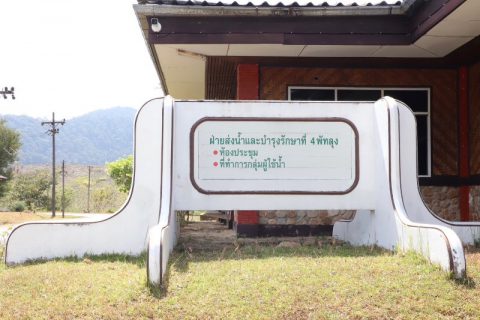 ฝ่ายส่งน้ำและบำรุงรักษาที่ 4 พัทลุง
• ห้องประชุม
• ที่ทำการกลุ่มผู้ใช้น้ำ